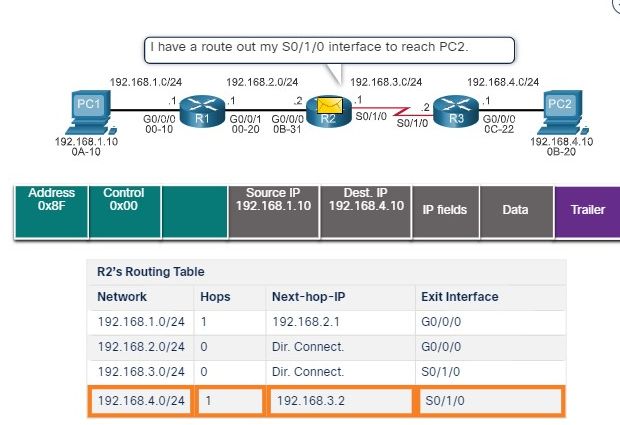 I have a route out my S0/1/0 interface to reach PC2.
192.168.1.0/24 192.168.2.0/24 192.168.3.0/24 192.168.4.0/24
PC1 .1 R1 .1 .2 R2 .1 .2 R3 .1 PC2
G0/0/0 G0/0/1 G0/0/0 S0/1/0 S0/1/0 G0/0/0
00-10 00-20 0B-31 0C-22
192.168.1.10 192.168.4.10
0A-10 0B-20
Address Control Source IP Dest. IP
0x8F 0x00 192.168.1.10 192.168.4.10 IP fields Data Trailer
R2's Routing Table
Network Hops Next-hop-IP Exit Interface
192.168.1.0/24 1 192.168.2.1 G0/0/0
192.168.2.0/24 0 Dir. Connect. G0/0/0
192.168.3.0/24 0 Dir. Connect. S0/1/0
192.168.4.0/24 1 192.168.3.2 S0/1/0